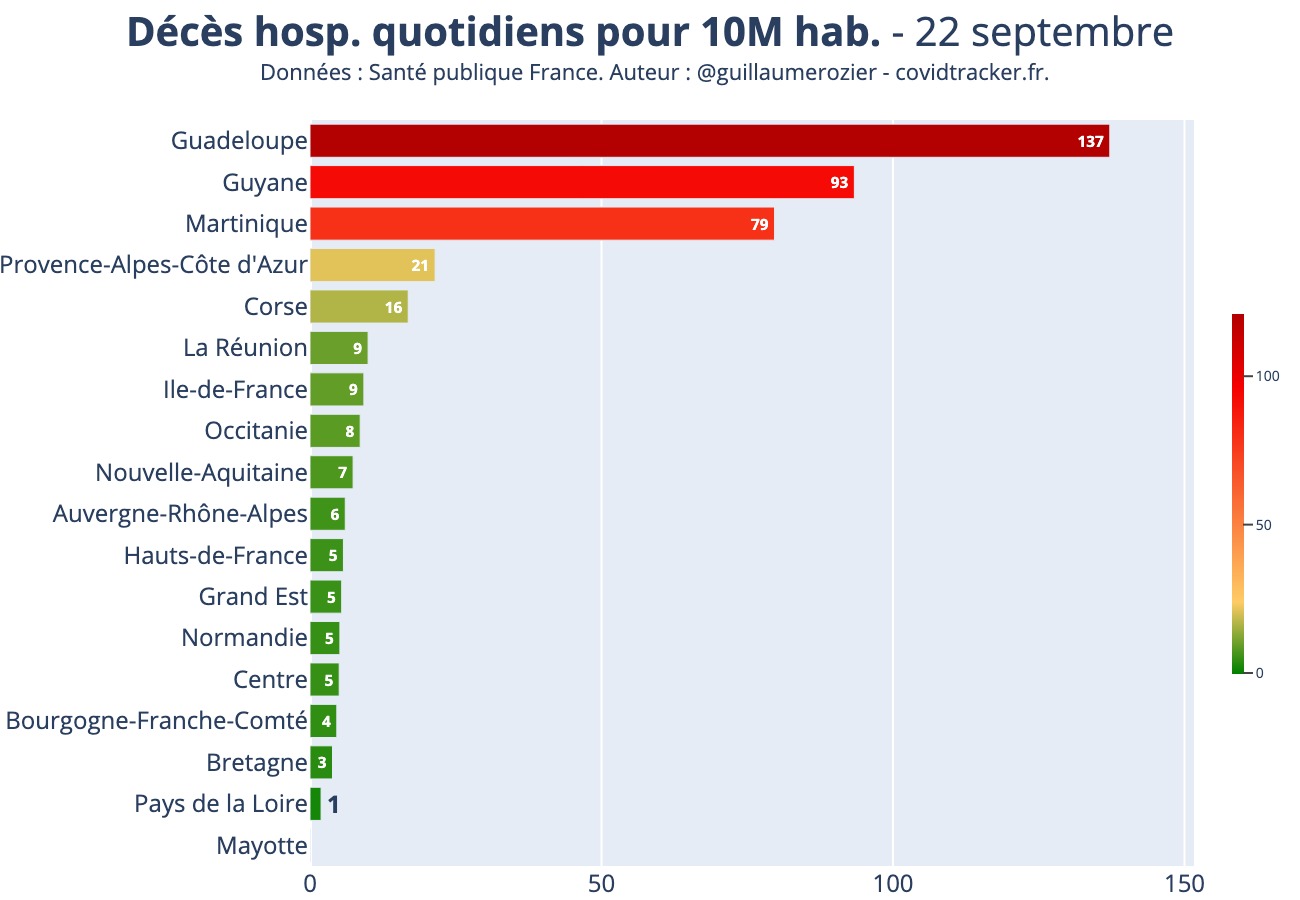 Décès hosp. quotidiens pour 10M hab. - 22 septembre
Données : Santé publique France. Auteur : @guillaumerozier - covidtracker.fr.
Guadeloupe 137
Guyane 93
Martinique 79
Provence-Alpes-Côte d'Azur 21
Corse 16
La Réunion 9
Ile-de-France 9
Occitanie 8
Nouvelle-Aquitaine 7
Auvergne-Rhône-Alpes 6
Hauts-de-France 5
Grand Est 5
Normandie 5
Centre 5
Bourgogne-Franche-Comté 4
Bretagne 3
Pays de la Loire 1
Mayotte
0 50 100 150
100
50
0